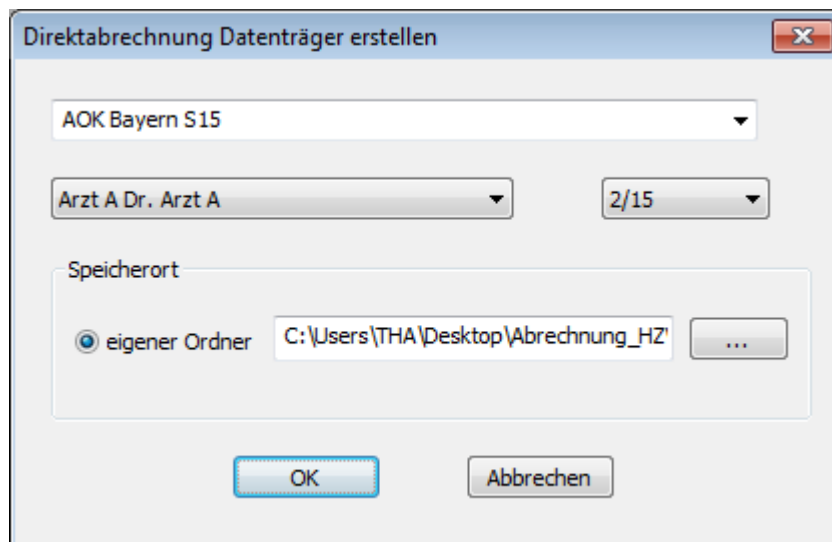 Direktabrechnung Datenträger erstellen
AOK Bayern S15
Arzt A Dr. Arzt A 2/15
Speicherort
eigener Ordner C:\Users\THA\Desktop\Abrechnung_HZ
...
OK Abbrechen